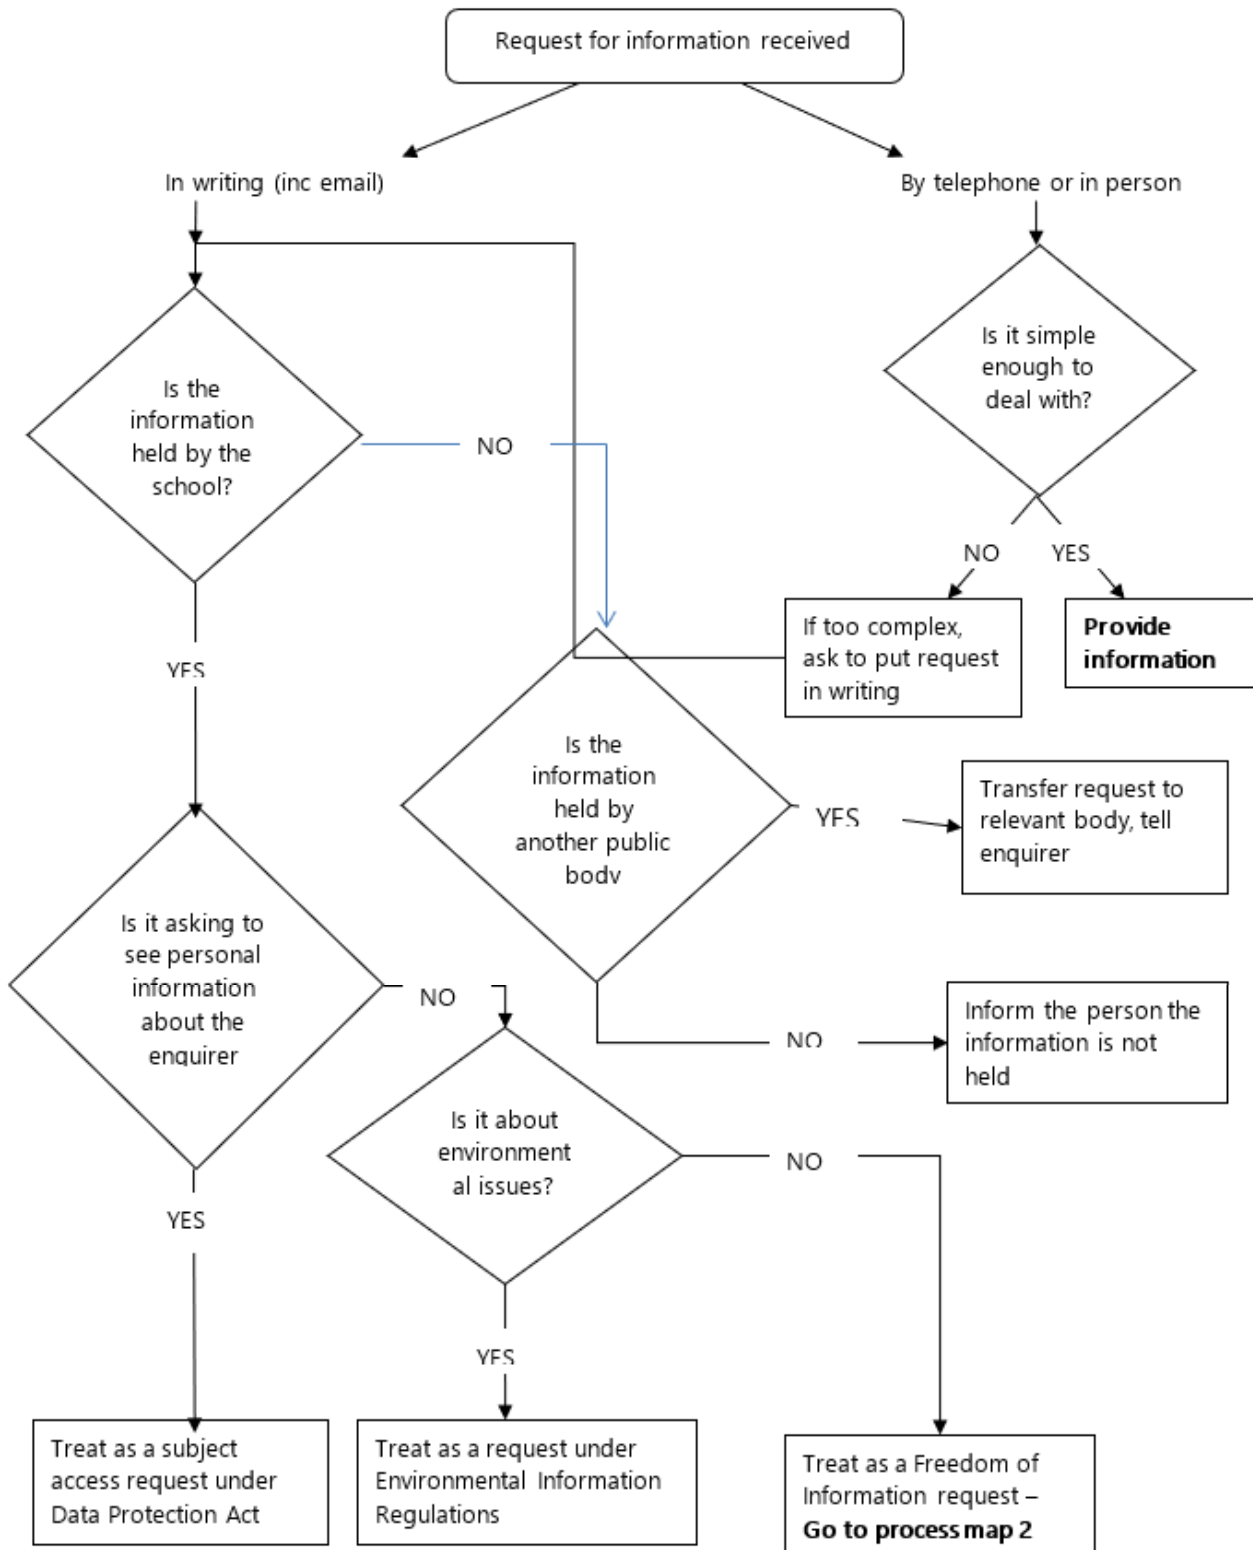 Request for information received
In writing (inc email)
By telephone or in person
Is it simple
enough to
deal with?
Is the
information
held by the
school?
NO
NO
YES
If too complex,
ask to put request
in writing
Provide
information
YES
Is the
information
held by
another public
body
YES
Transfer request to
relevant body, tell
enquirer
Is it asking to
see personal
information
about the
enquirer
NO
Inform the person the
information is not
held
NO
Is it about
environment
al issues?
NO
YES
YES
Treat as a subject
access request under
Data Protection Act
Treat as a request under
Environmental Information
Regulations
Treat as a Freedom of
Information request –
Go to process map 2